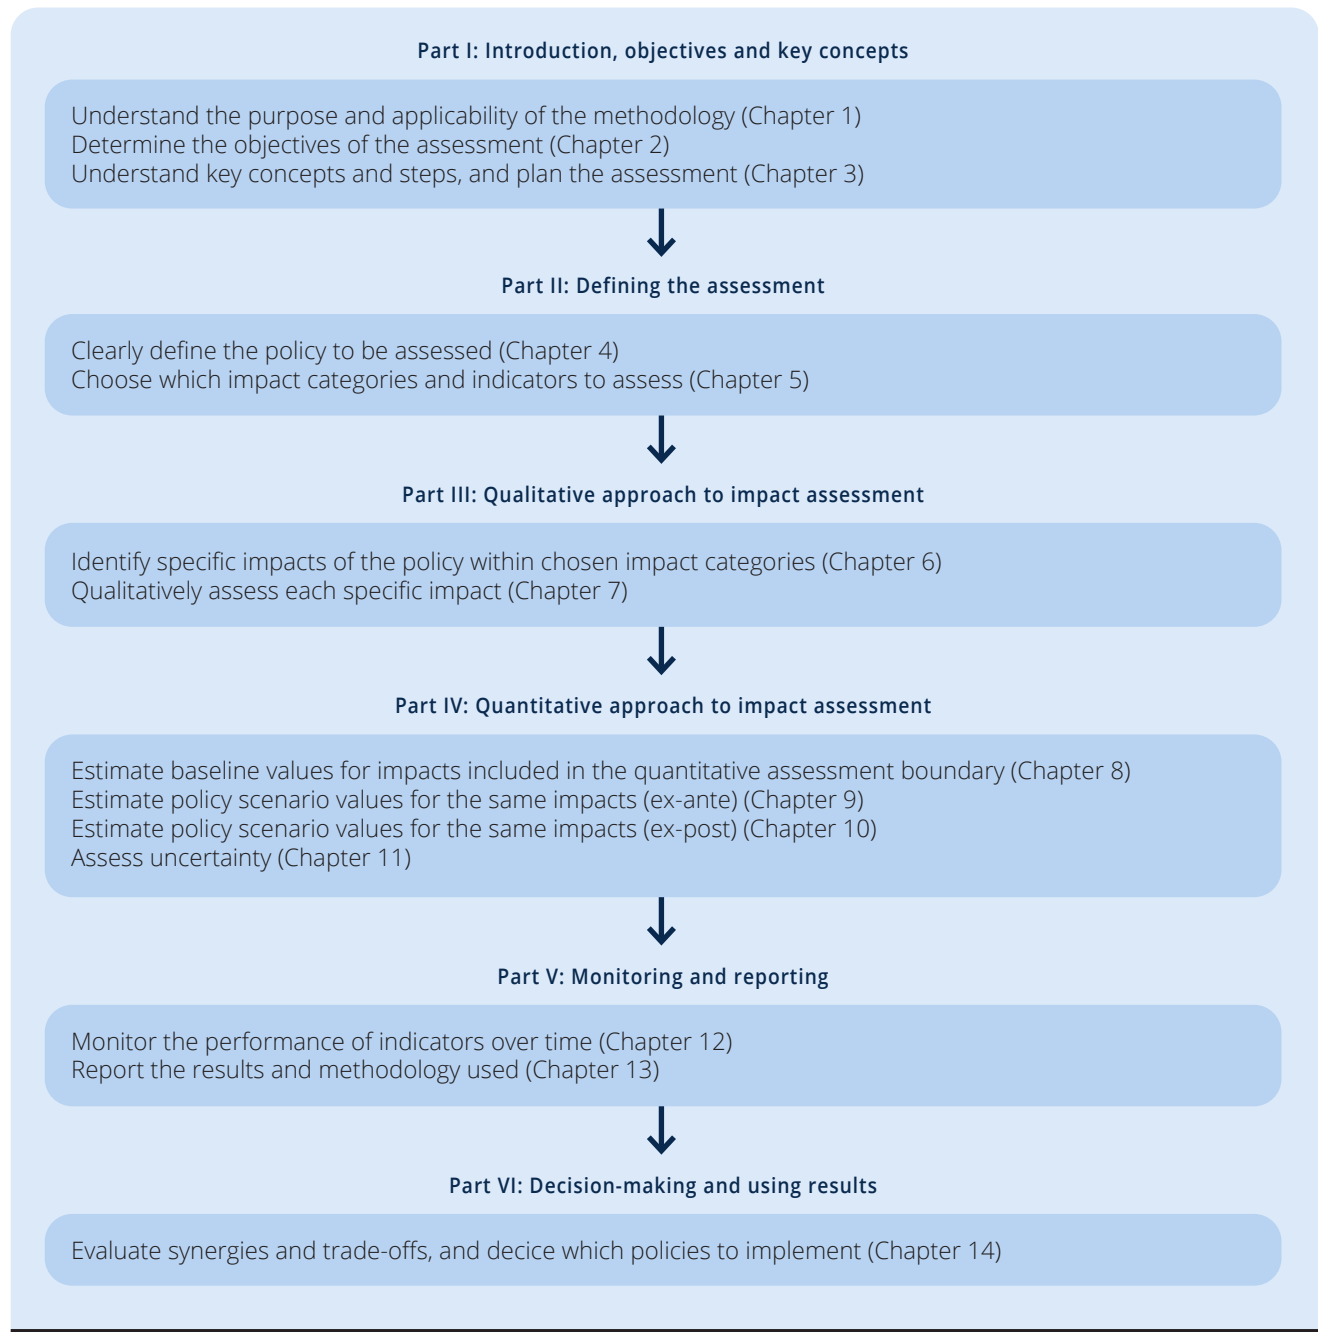 Part I: Introduction, objectives and key concepts
Understand the purpose and applicability of the methodology (Chapter 1)
Determine the objectives of the assessment (Chapter 2)
Understand key concepts and steps, and plan the assessment (Chapter 3)
Part II: Defining the assessment
Clearly define the policy to be assessed (Chapter 4)
Choose which impact categories and indicators to assess (Chapter 5)
Part III: Qualitative approach to impact assessment
Identify specific impacts of the policy within chosen impact categories (Chapter 6)
Qualitatively assess each specific impact (Chapter 7)
Part IV: Quantitative approach to impact assessment
Estimate baseline values for impacts included in the quantitative assessment boundary (Chapter 8)
Estimate policy scenario values for the same impacts (ex-ante) (Chapter 9)
Estimate policy scenario values for the same impacts (ex-post) (Chapter 10)
Assess uncertainty (Chapter 11)
Part V: Monitoring and reporting
Monitor the performance of indicators over time (Chapter 12)
Report the results and methodology used (Chapter 13)
Part VI: Decision-making and using results
Evaluate synergies and trade-offs, and decice which policies to implement (Chapter 14)